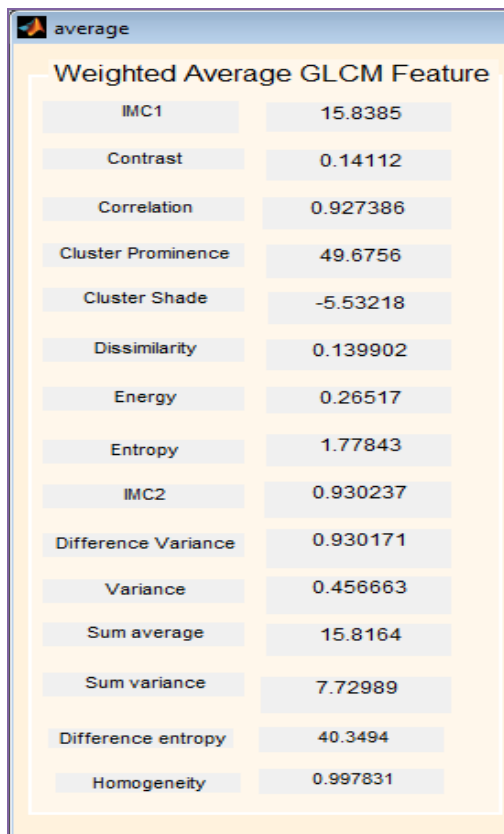 average
Weighted Average GLCM Feature
IMC1 15.8385
Contrast 0.14112
Correlation 0.927386
Cluster Prominence 49.6756
Cluster Shade -5.53218
Dissimilarity 0.139902
Energy 0.26517
Entropy 1.77843
IMC2 0.930237
Difference Variance 0.930171
Variance 0.456663
Sum average 15.8164
Sum variance 7.72989
Difference entropy 40.3494
Homogeneity 0.997831